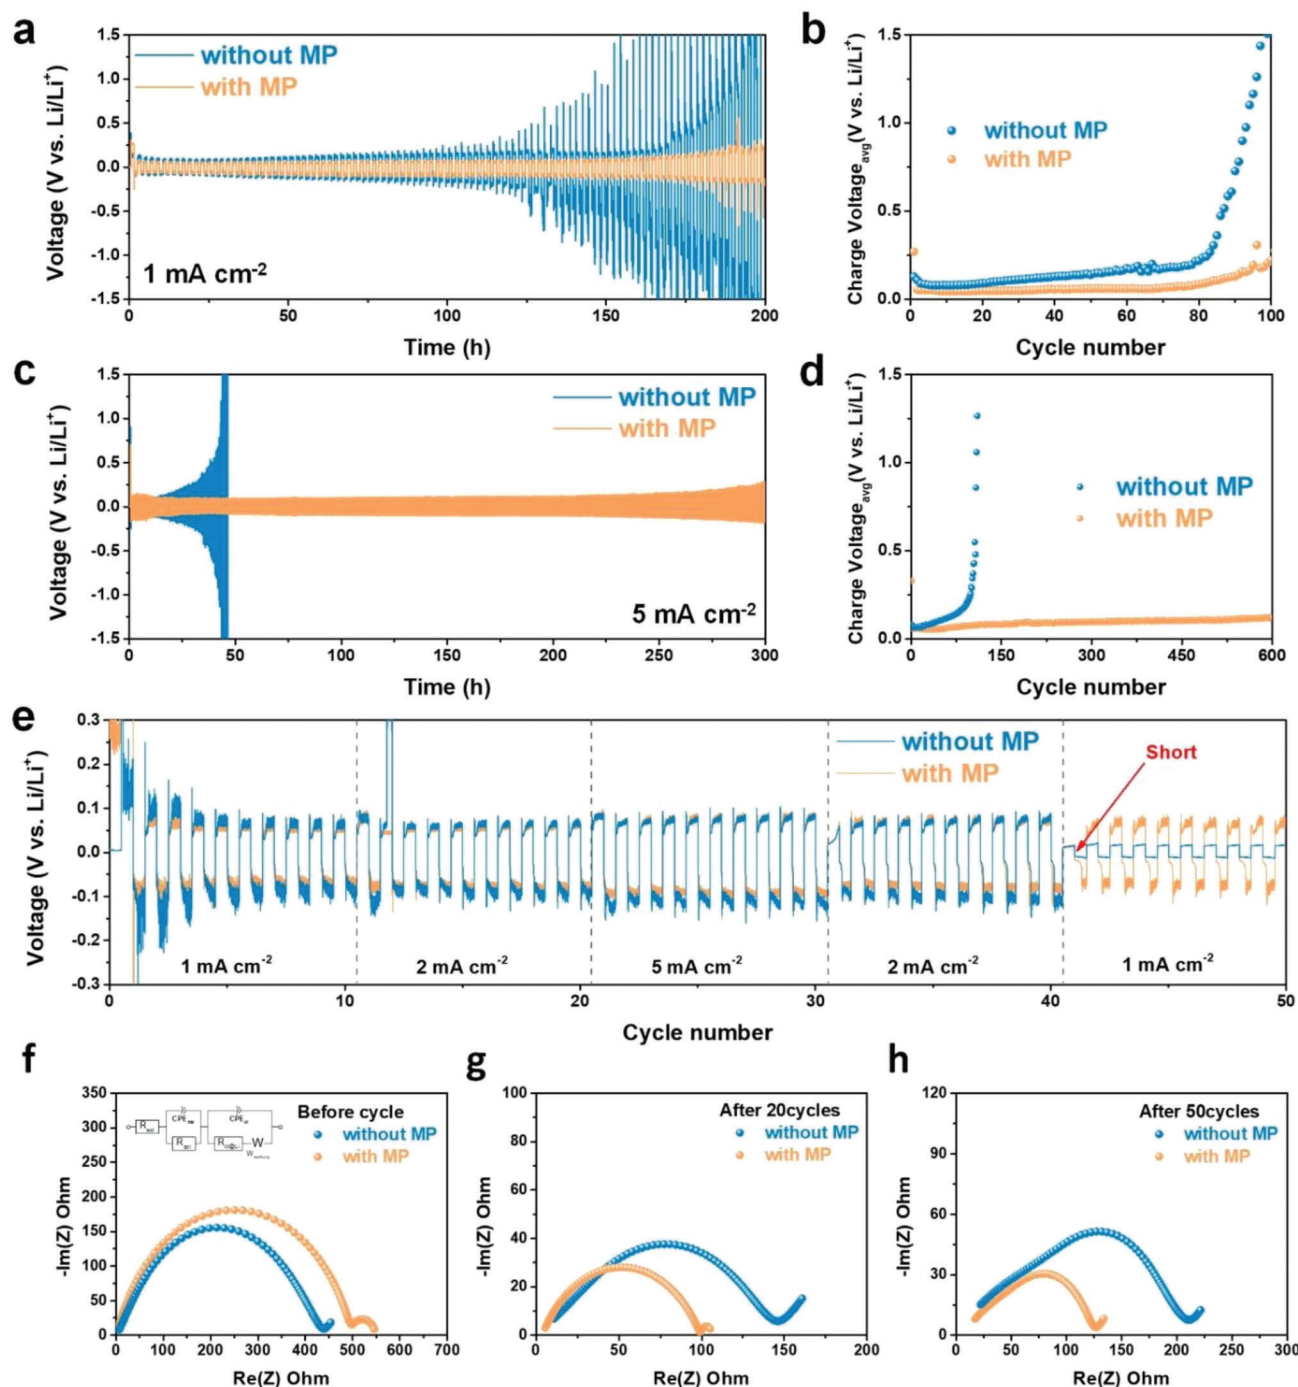 a
without MP
with MP
1 mA cm-2
Voltage (V vs. Li/Li+)
1.5
1.0
0.5
0.0
-0.5
-1.0
-1.5
0 50 100 150 200
Time (h)
b
without MP
with MP
Charge Voltageavg(V vs. Li/Li+)
1.5
1.0
0.5
0.0
0 20 40 60 80 100
Cycle number
c
without MP
with MP
5 mA cm-2
Voltage (V vs. Li/Li+)
1.5
1.0
0.5
0.0
-0.5
-1.0
-1.5
0 50 100 150 200 250 300
Time (h)
d
without MP
with MP
Charge Voltageavg(V vs. Li/Li+)
1.5
1.0
0.5
0.0
0 150 300 450 600
Cycle number
e
without MP
with MP
Short
Voltage (V vs. Li/Li+)
0.3
0.2
0.1
0.0
-0.1
-0.2
-0.3
1 mA cm-2 2 mA cm-2 5 mA cm-2 2 mA cm-2 1 mA cm-2
0 10 20 30 40 50
Cycle number
f
Before cycle
without MP
with MP
-Im(Z) Ohm
350
300
250
200
150
100
50
0
0 100 200 300 400 500 600 700
Re(Z) Ohm
g
After 20cycles
without MP
with MP
-Im(Z) Ohm
100
80
60
40
20
0
0 50 100 150 200
Re(Z) Ohm
h
After 50cycles
without MP
with MP
-Im(Z) Ohm
120
90
60
30
0
0 50 100 150 200 250 300
Re(Z) Ohm